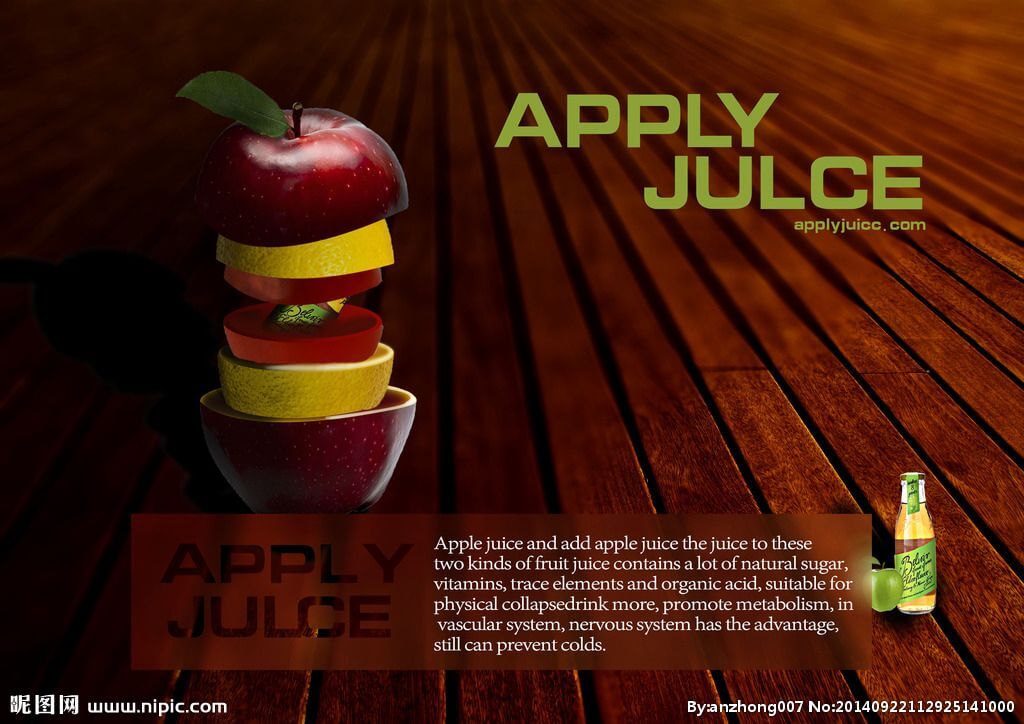 APPLY
JULCE
applyjuicc.com
Belvoir
APPLY
JULCE
Apple juice and add apple juice the juice to these
two kinds of fruit juice contains a lot of natural sugar,
vitamins, trace elements and organic acid, suitable for
physical collapsedrink more, promote metabolism, in
vascular system, nervous system has the advantage,
still can prevent colds.
Belvoir
昵图网 www.nipic.com
By:anzhong007 No:20140922112925141000